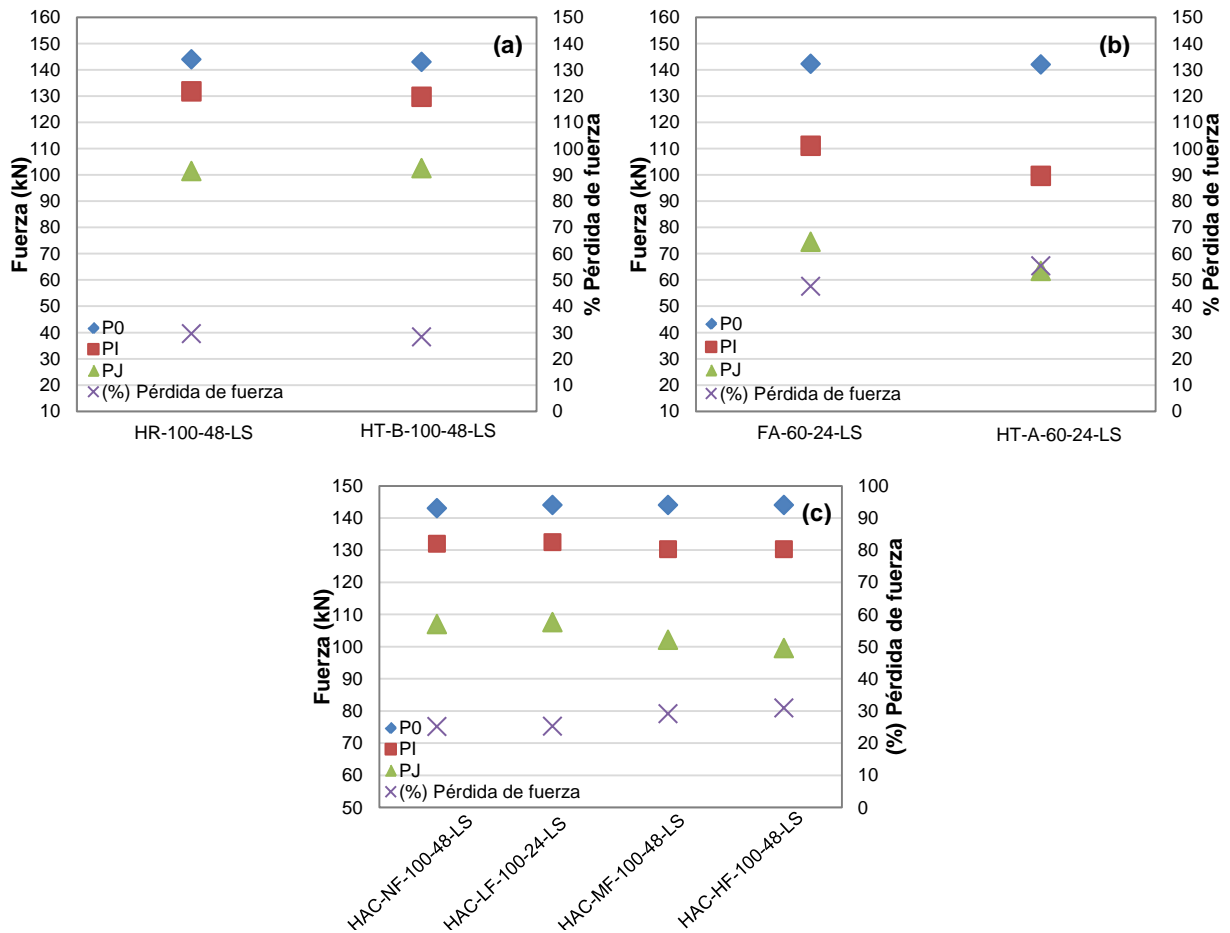 (a)
Fuerza (kN)
160
150
140
130
120
110
100
90
80
70
60
50
40
30
20
10
150
140
130
120
110
100
90
80
70
60
50
40
30
20
10
0
% Pérdida de fuerza
P0
PI
PJ
(%) Pérdida de fuerza
HR-100-48-LS
HT-B-100-48-LS
(b)
Fuerza (kN)
160
150
140
130
120
110
100
90
80
70
60
50
40
30
20
10
150
140
130
120
110
100
90
80
70
60
50
40
30
20
10
0
% Pérdida de fuerza
P0
PI
PJ
(%) Pérdida de fuerza
FA-60-24-LS
HT-A-60-24-LS
(c)
Fuerza (kN)
150
140
130
120
110
100
90
80
70
60
50
100
90
80
70
60
50
40
30
20
10
0
(%) Pérdida de fuerza
P0
PI
PJ
(%) Pérdida de fuerza
HAC-NF-100-48-LS
HAC-LF-100-24-LS
HAC-MF-100-48-LS
HAC-HF-100-48-LS